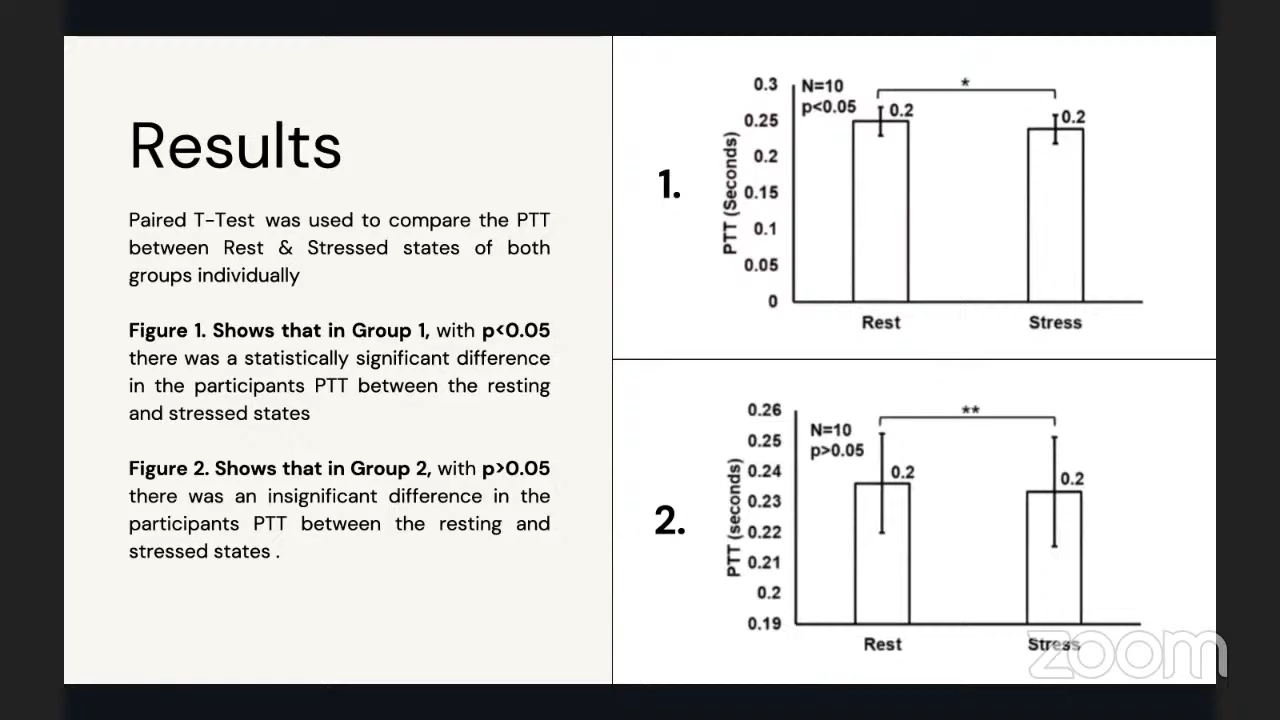 Results
Paired T-Test was used to compare the PTT
between Rest & Stressed states of both
groups individually
Figure 1. Shows that in Group 1, with p<0.05
there was a statistically significant difference
in the participants PTT between the resting
and stressed states
Figure 2. Shows that in Group 2, with p>0.05
there was an insignificant difference in the
participants PTT between the resting and
stressed states .
1.
PTT (Seconds)
0.3
0.25
0.2
0.15
0.1
0.05
0
N=10
p<0.05
*
0.2
0.2
Rest
Stress
2.
PTT (seconds)
0.26
0.25
0.24
0.23
0.22
0.21
0.2
0.19
N=10
p>0.05
**
0.2
0.2
Rest
Stress
zoom